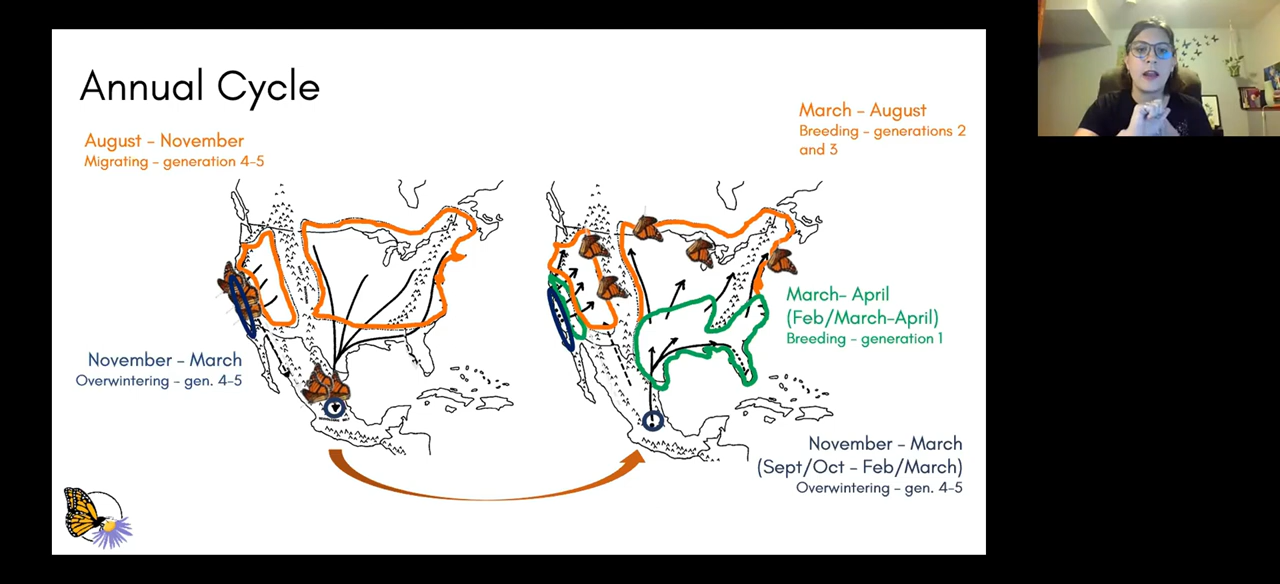 Annual Cycle
August - November
Migrating - generation 4-5
November - March
Overwintering - gen. 4-5
March - August
Breeding - generations 2
and 3
March- April
(Feb/March-April)
Breeding - generation 1
November - March
(Sept/Oct - Feb/March)
Overwintering - gen. 4-5